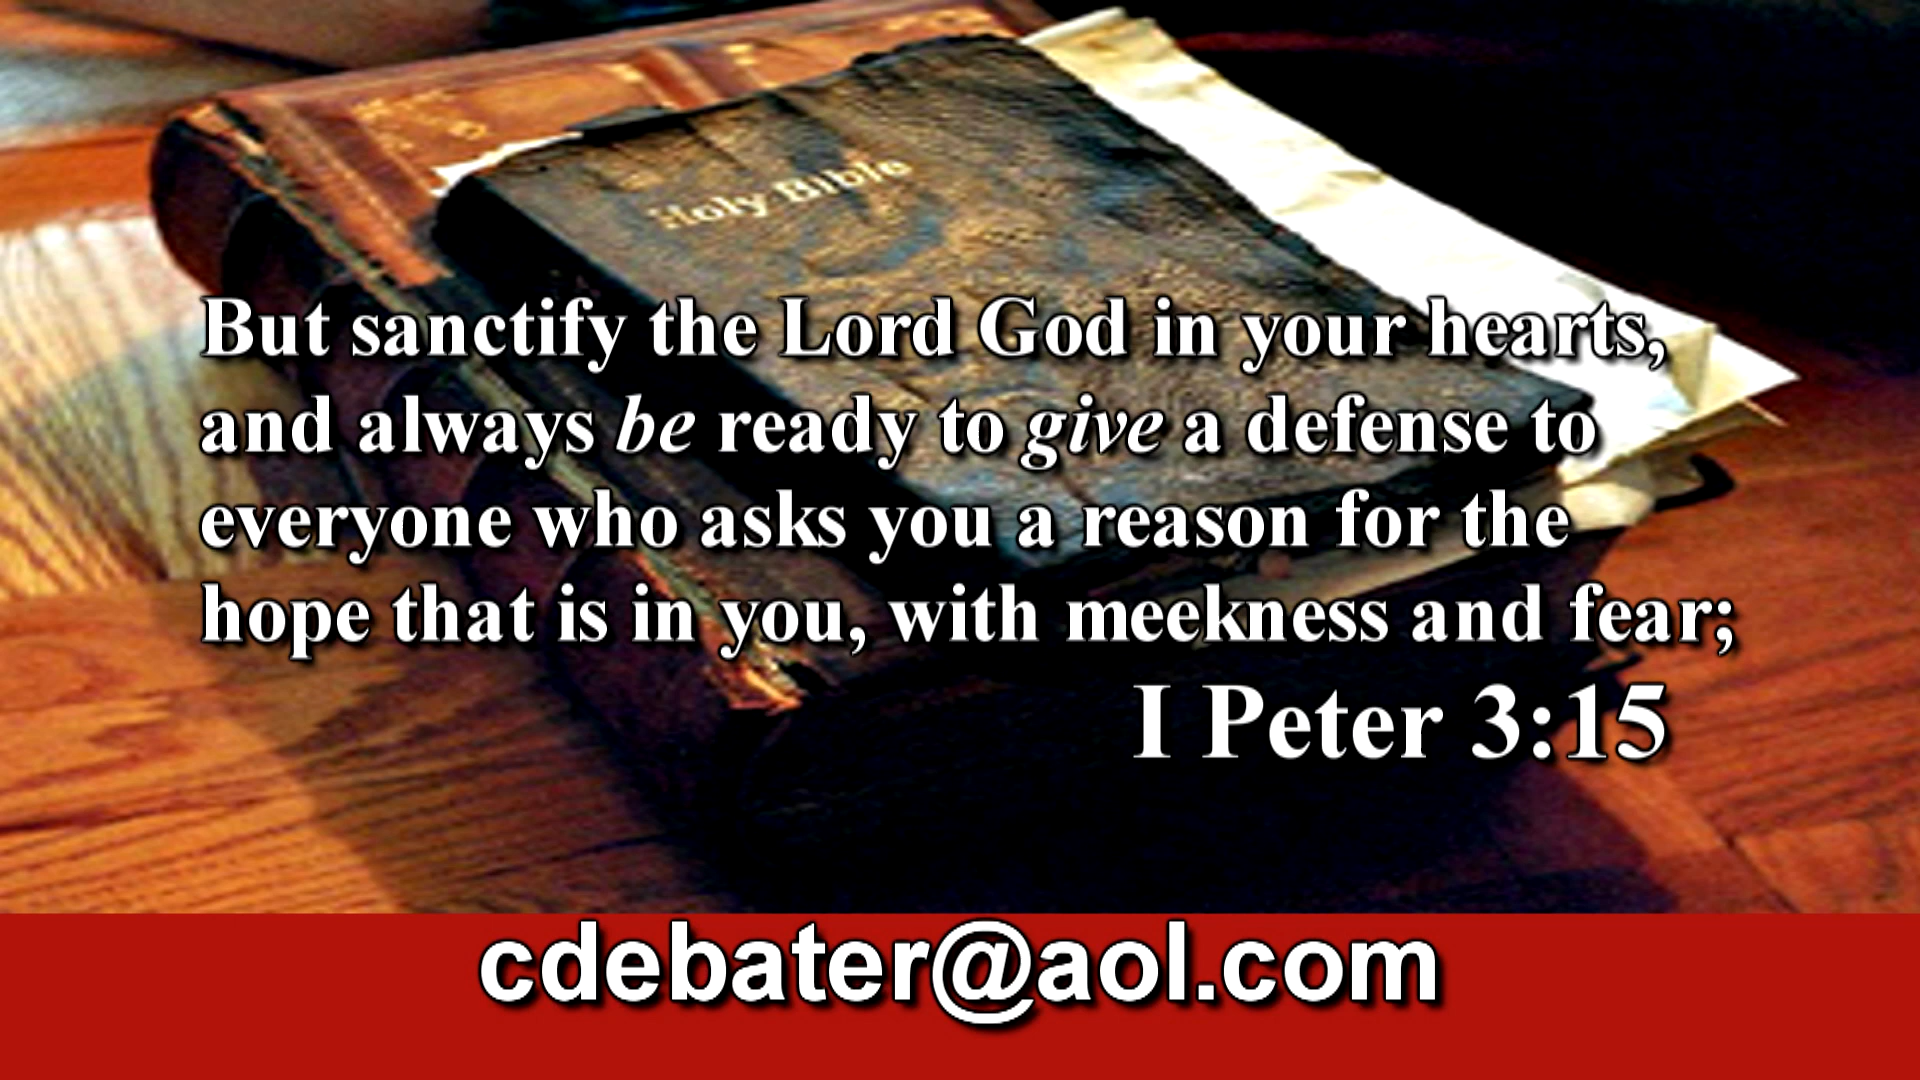 Holy Bible
But sanctify the Lord God in your hearts,
and always be ready to give a defense to
everyone who asks you a reason for the
hope that is in you, with meekness and fear;
I Peter 3:15
cdebater@aol.com